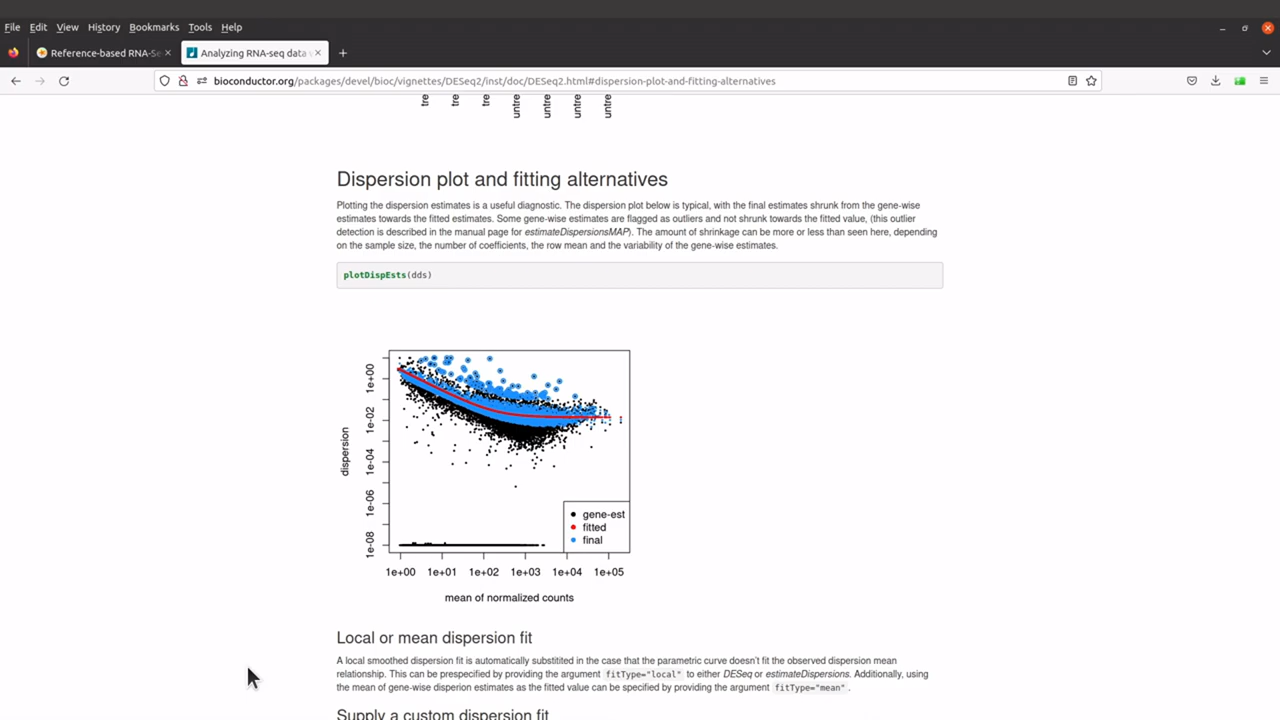 File Edit View History Bookmarks Tools Help
Reference-based RNA-Se
Analyzing RNA-seq data
bioconductor.org/packages/devel/bioc/vignettes/DESeq2/inst/doc/DESeq2.html#dispersion-plot-and-fitting-alternatives
tre tre tre untre untre untre untre
Dispersion plot and fitting alternatives
Plotting the dispersion estimates is a useful diagnostic. The dispersion plot below is typical, with the final estimates shrunk from the gene-wise
estimates towards the fitted estimates. Some gene-wise estimates are flagged as outliers and not shrunk towards the fitted value, (this outlier
detection is described in the manual page for estimateDispersionsMAP). The amount of shrinkage can be more or less than seen here, depending
on the sample size, the number of coefficients, the row mean and the variability of the gene-wise estimates.
plotDispEsts(dds)
dispersion
1e+00
1e-02
1e-04
1e-06
1e-08
gene-est
fitted
final
1e+00 1e+01 1e+02 1e+03 1e+04 1e+05
mean of normalized counts
Local or mean dispersion fit
A local smoothed dispersion fit is automatically substitited in the case that the parametric curve doesn't fit the observed dispersion mean
relationship. This can be prespecified by providing the argument fitType="local" to either DESeq or estimateDispersions. Additionally, using
the mean of gene-wise disperion estimates as the fitted value can be specified by providing the argument fitType="mean".
Supply a custom dispersion fit